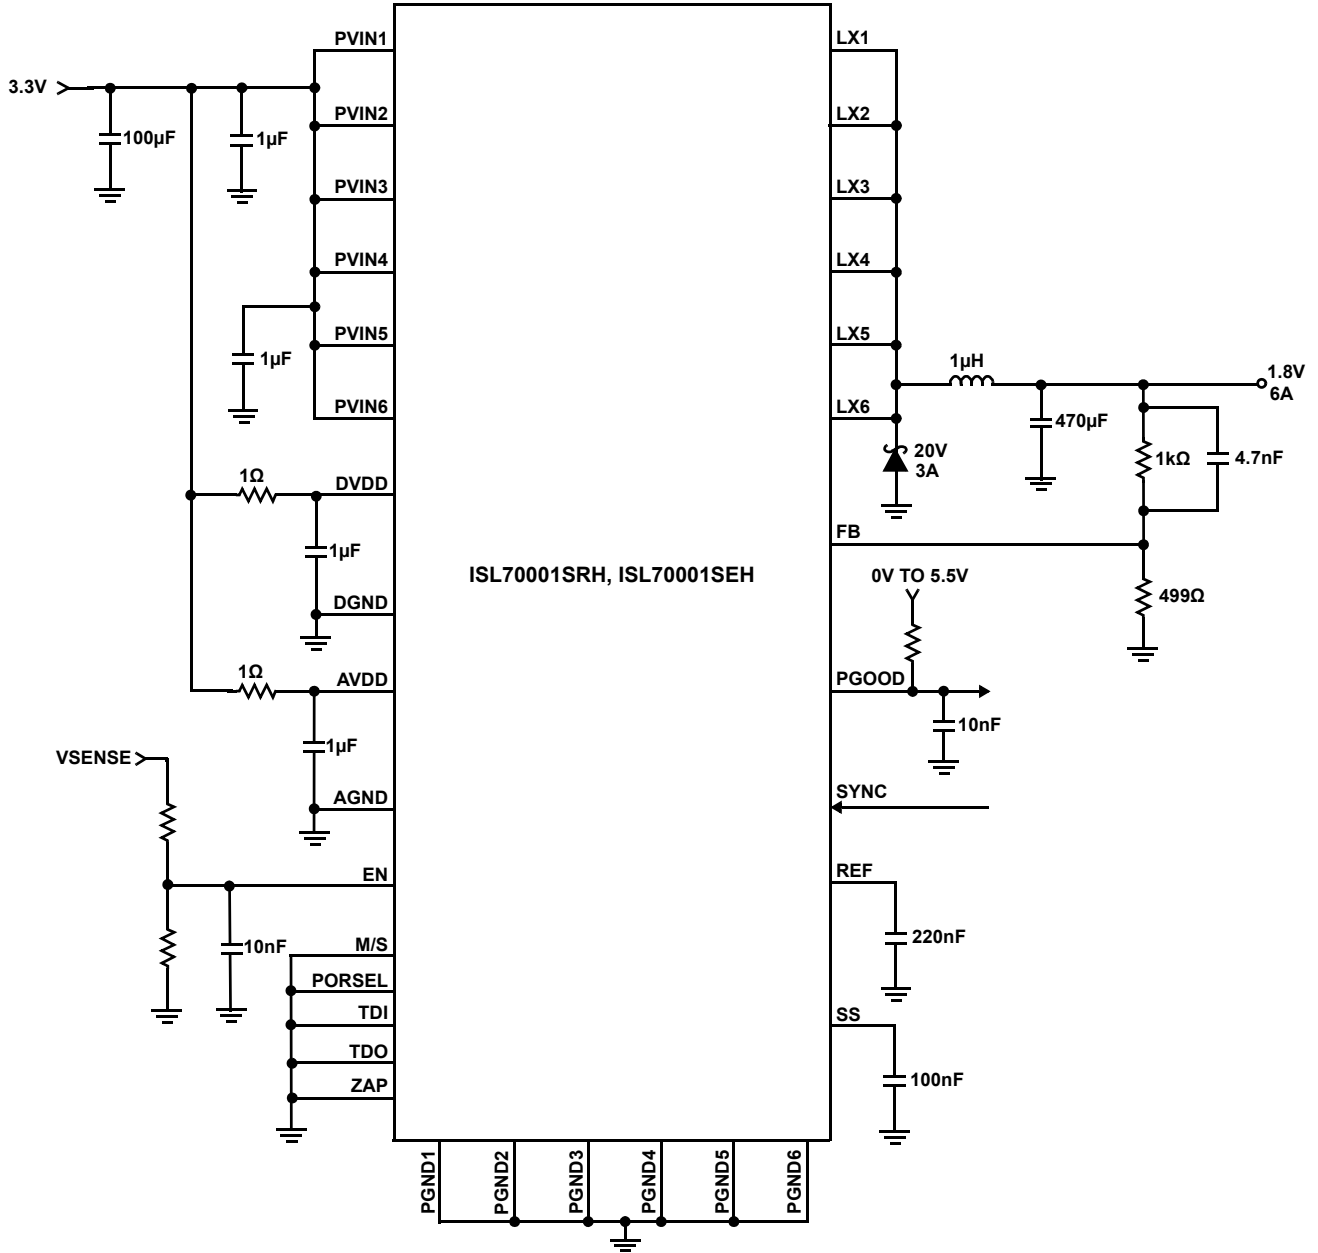 PVIN1
LX1
3.3V
100µF
1µF
PVIN2
LX2
PVIN3
LX3
PVIN4
LX4
1µF
PVIN5
LX5
1µH
1.8V
6A
PVIN6
LX6
470µF
20V
3A
1kΩ
4.7nF
1Ω
DVDD
1µF
FB
ISL70001SRH, ISL70001SEH
0V TO 5.5V
499Ω
DGND
1Ω
AVDD
PGOOD
10nF
1µF
VSENSE
AGND
SYNC
EN
REF
10nF
M/S
220nF
PORSEL
TDI
SS
TDO
ZAP
100nF
PGND1
PGND2
PGND3
PGND4
PGND5
PGND6